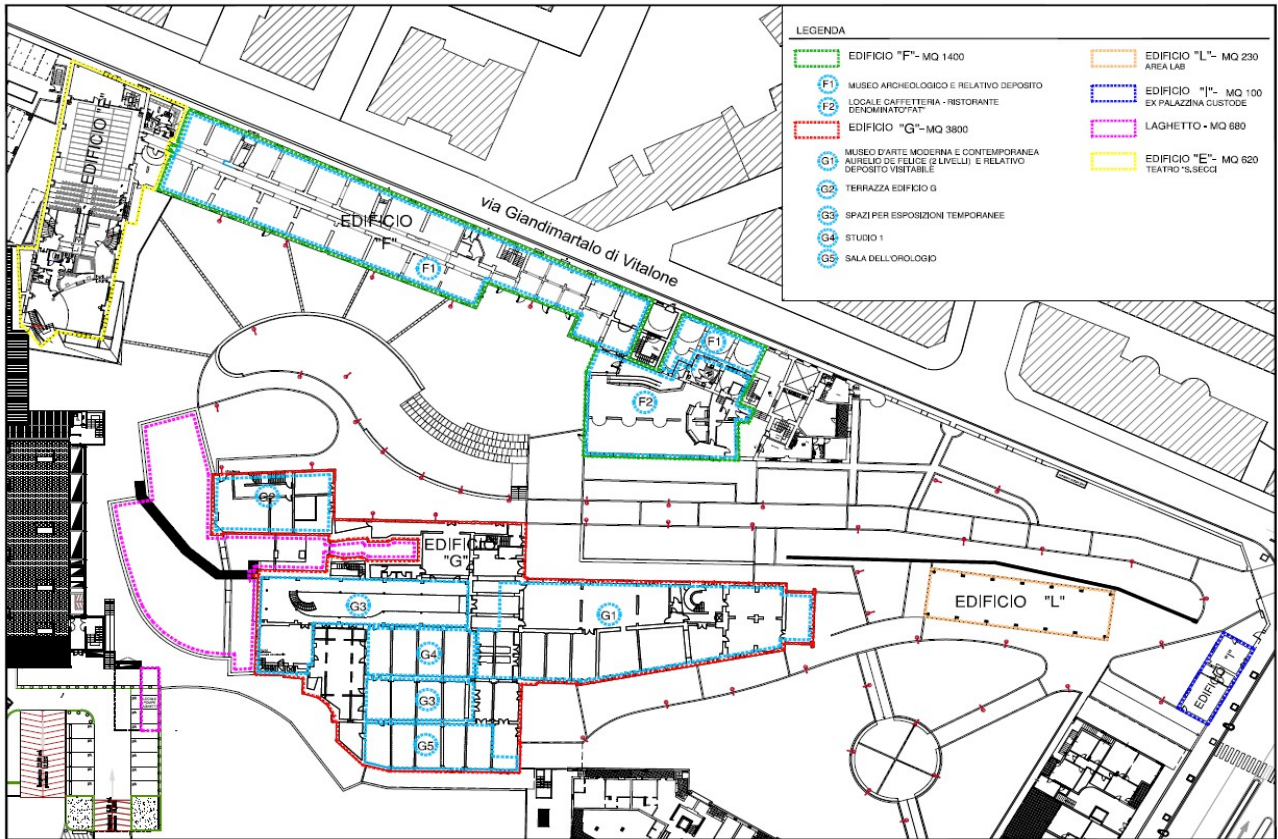 LEGENDA
EDIFICIO "F"- MQ 1400
F1
MUSEO ARCHEOLOGICO E RELATIVO DEPOSITO
F2
LOCALE CAFFETTERIA - RISTORANTE
DENOMINATO"FAT"
EDIFICIO "G"-MQ 3800
G1
MUSEO D'ARTE MODERNA E CONTEMPORANEA
AURELIO DE FELICE (2 LIVELLI) E RELATIVO
DEPOSITO VISITABILE
G2
TERRAZZA EDIFICIO G
G3
SPAZI PER ESPOSIZIONI TEMPORANEE
G4
STUDIO 1
G5
SALA DELL'OROLOGIO
EDIFICIO "L"- MQ 230
AREA LAB
EDIFICIO "I"- MQ 100
EX PALAZZINA CUSTODE
LAGHETTO - MQ 680
EDIFICIO "E"- MQ 620
TEATRO "S.SECCI
EDIFICIO "E"
EDIFICIO
"F"
F1
via Giandimartalo di Vitalone
F1
F2
G2
EDIFICIO
"G"
G3
G1
G4
G3
G5
EDIFICIO "L"
EDIFICIO "I"